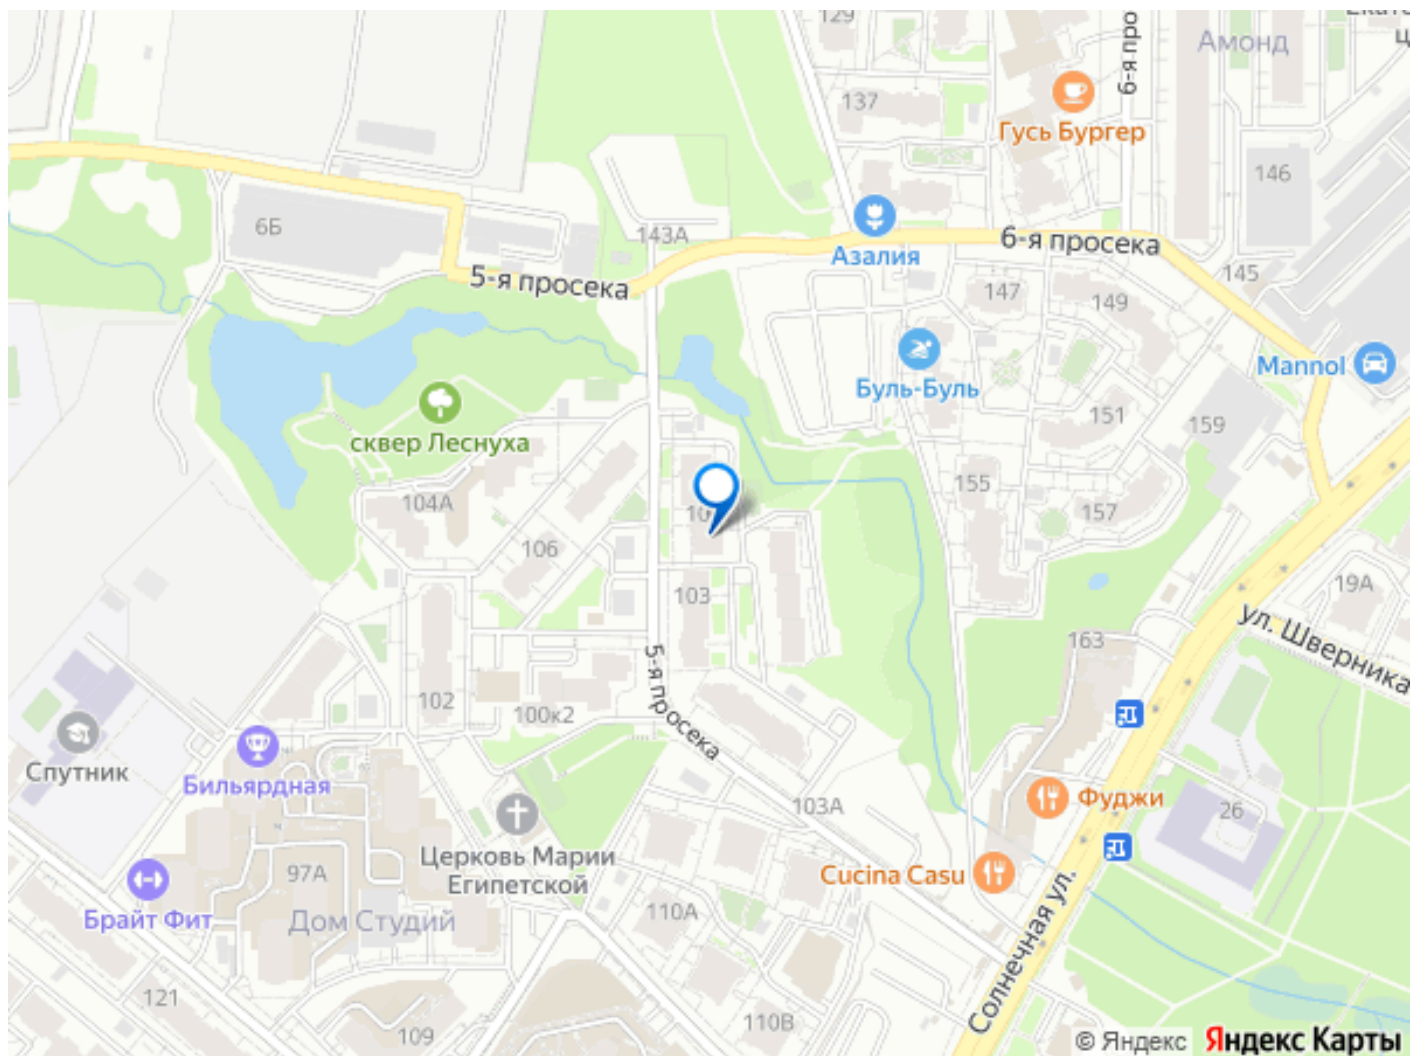 129
Амонд
6-я про
137
Гусь Бургер
146
6Б
143А
Азалия
6-я просека
145
5-я просека
147
149
Mannol
Буль-Буль
151
159
сквер Леснуха
104А
155
157
106
103
19А
ул. Шверника
163
5-я просека
102
100к2
Спутник
Бильярдная
103А
Фуджи
26
Церковь Марии
Египетской
97А
Cucina Casu
Брайт Фит
Дом Студий
110А
Солнечная ул.
121
109
110В
© Яндекс
Яндекс Карты